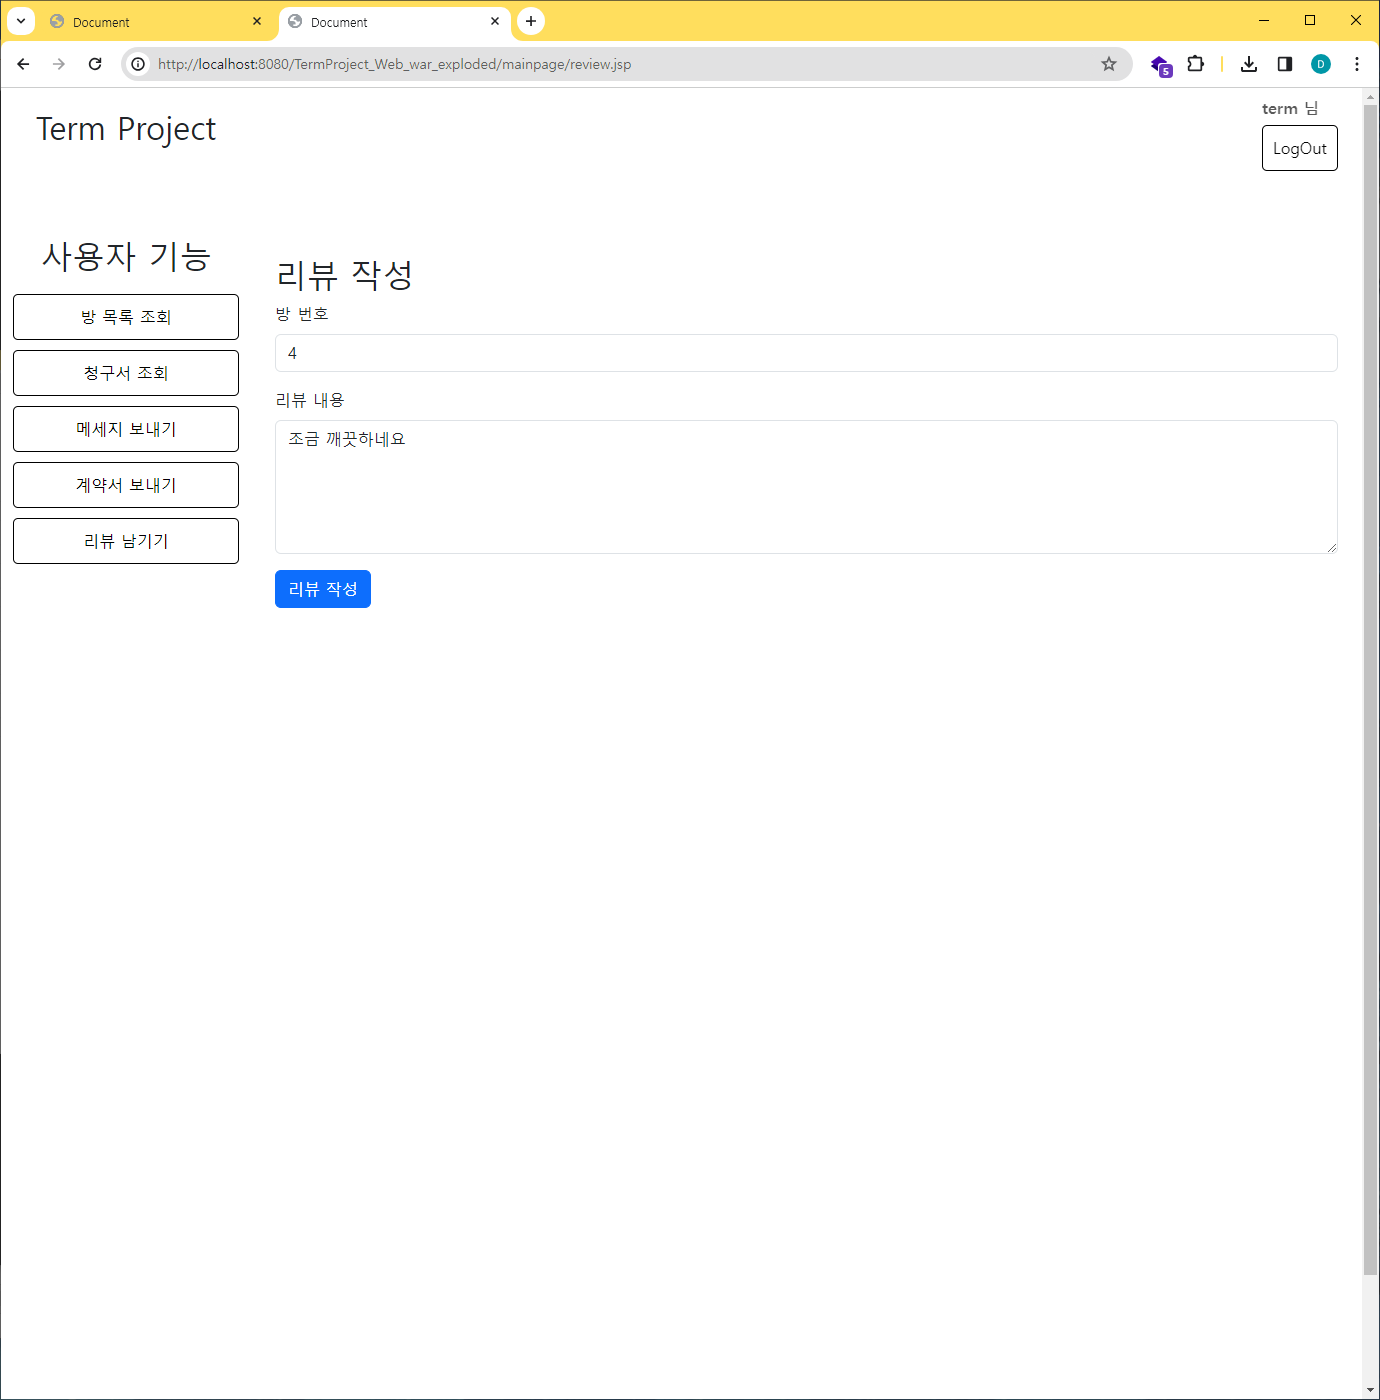 Document
Document
http://localhost:8080/TermProject_Web_war_exploded/mainpage/review.jsp
5
D
Term Project
term 님
LogOut
사용자 기능
방 목록 조회
청구서 조회
메세지 보내기
계약서 보내기
리뷰 남기기
리뷰 작성
방 번호
4
리뷰 내용
조금 깨끗하네요
리뷰 작성